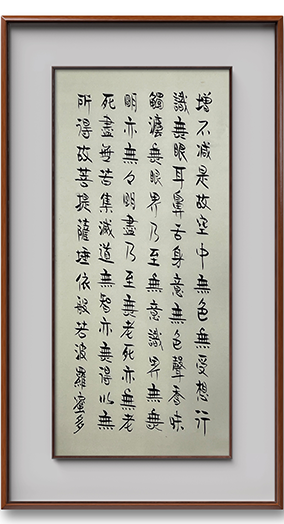 增不減是故空中無色無受想行
識無眼耳鼻舌身意無色聲香味
觸灋無眼界乃至無意識界無無
明亦無々明盡乃至無老死亦無老
死盡無苦集滅道無智亦無得以無
所得故菩提薩埵依般若波羅蜜多